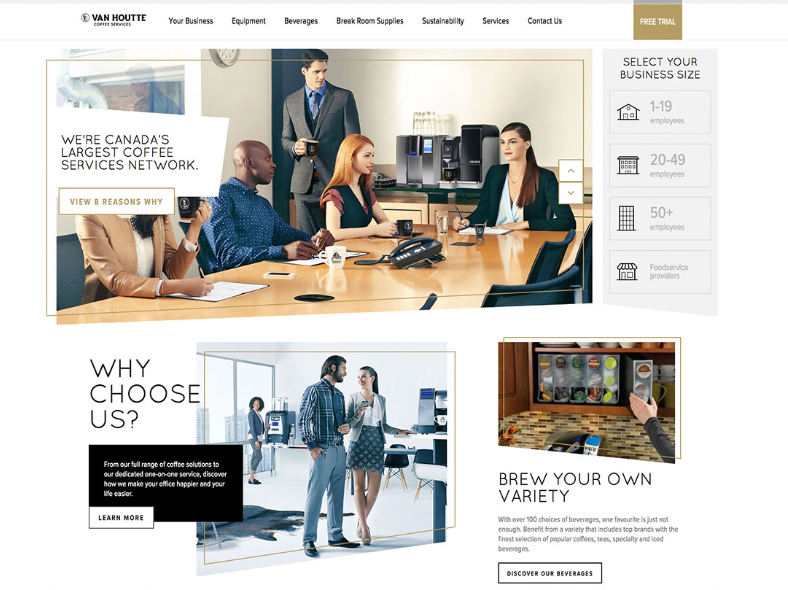 VAN HOUTTE
COFFEE SERVICES
Your Business
Equipment
Beverages
Break Room Supplies
Sustainability
Services
Contact Us
FREE TRIAL
WE'RE CANADA'S
LARGEST COFFEE
SERVICES NETWORK.
VIEW 8 REASONS WHY
SELECT YOUR
BUSINESS SIZE
1-19
employees
20-49
employees
50+
employees
Foodservice
providers
WHY
CHOOSE
US?
From our full range of coffee solutions to
our dedicated one-on-one service, discover
how we make your office happier and your
life easier.
LEARN MORE
BREW YOUR OWN
VARIETY
With over 100 choices of beverages, one favourite is just not
enough. Benefit from a variety that includes top brands with the
finest selection of popular coffees, teas, specialty and iced
beverages.
DISCOVER OUR BEVERAGES